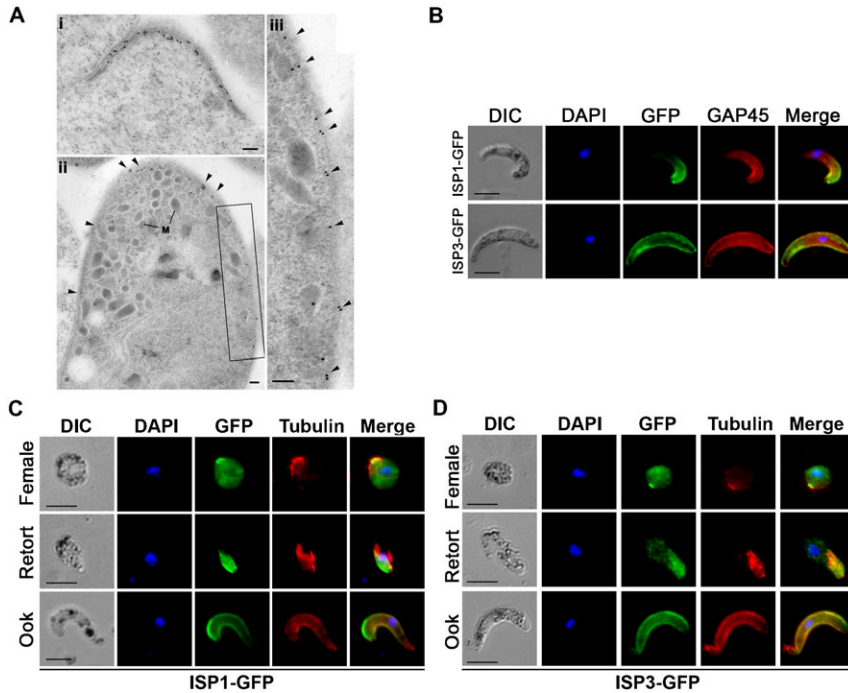 A
i
ii
M
iii
B
DIC DAPI GFP GAP45 Merge
ISP1-GFP
ISP3-GFP
C
DIC DAPI GFP Tubulin Merge
Female
Retort
Ook
ISP1-GFP
D
DIC DAPI GFP Tubulin Merge
Female
Retort
Ook
ISP3-GFP